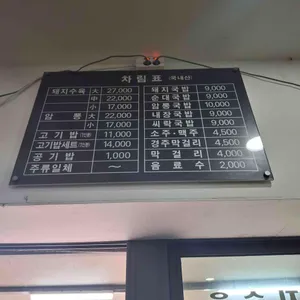 차림표 (국내산)
돼지수육 大 27,000
中 22,000
小 17,000
암뽕 大 22,000
小 17,000
고기밥 11,000
고기밥세트 14,000
공기밥 1,000
주류일체 ~
돼지국밥 9,000
순대국밥 9,000
암뽕국밥 10,000
내장국밥 9,000
씨락국밥 9,000
소주·맥주 4,500
경주막걸리 4,500
막걸리 4,000
음료수 2,000